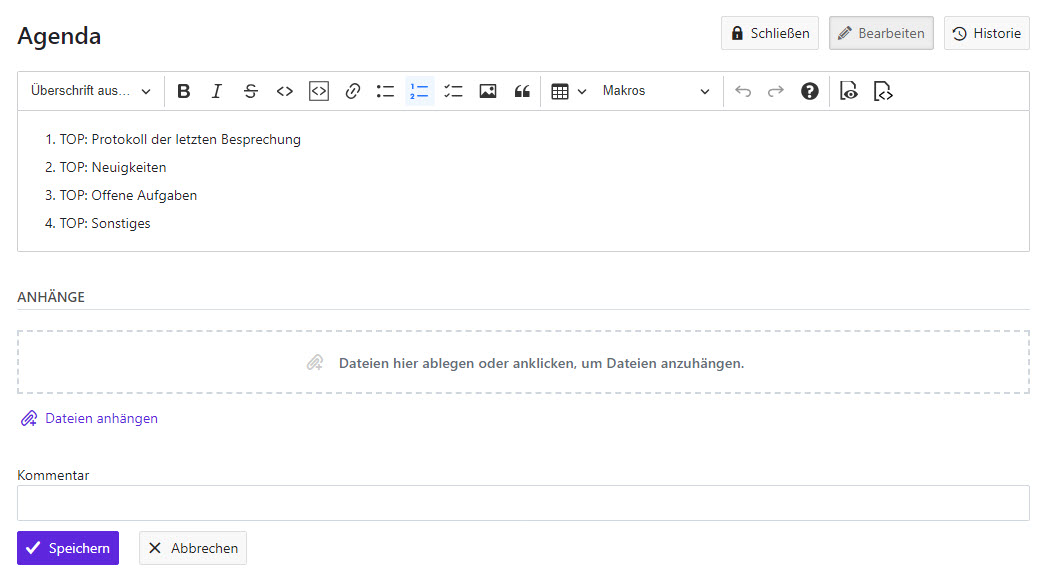 Agenda
Schließen
Bearbeiten
Historie
Überschrift aus...
Makros
1. TOP: Protokoll der letzten Besprechung
2. TOP: Neuigkeiten
3. TOP: Offene Aufgaben
4. TOP: Sonstiges
ANHÄNGE
Dateien hier ablegen oder anklicken, um Dateien anzuhängen.
Dateien anhängen
Kommentar
Speichern
Abbrechen